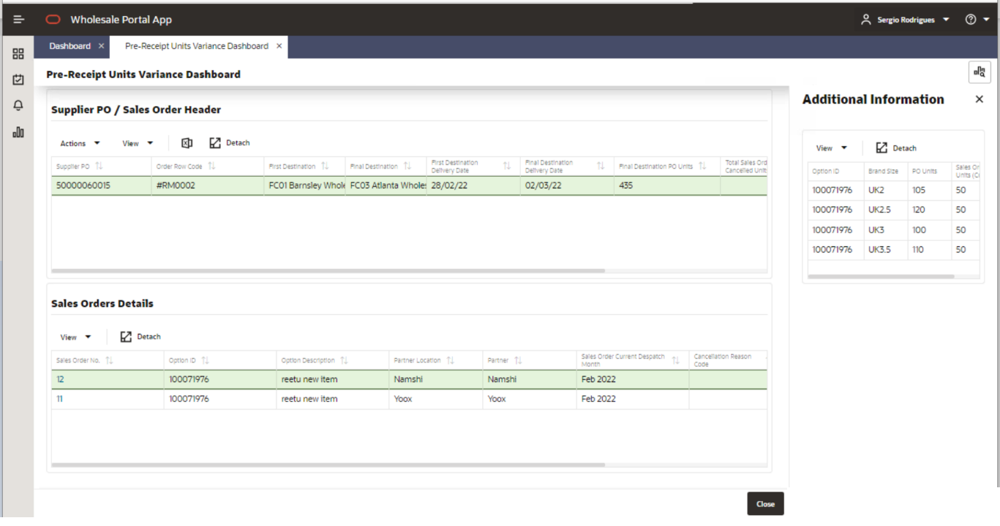 Wholesale Portal App
Sergio Rodrigues
Dashboard
Pre-Receipt Units Variance Dashboard
Pre-Receipt Units Variance Dashboard
Supplier PO / Sales Order Header
Actions View Detach
Supplier PO Order Row Code First Destination Final Destination First Destination Delivery Date Final Destination Delivery Date Final Destination PO Units Total Sales Ord Cancelled Units
50000060015 #RM0002 FC01 Barnsley Whole FC03 Atlanta Wholes 28/02/22 02/03/22 435
Sales Orders Details
View Detach
Sales Order No. Option ID Option Description Partner Location Partner Sales Order Current Despatch Month Cancellation Reason Code
12 100071976 reetu new item Namshi Namshi Feb 2022
11 100071976 reetu new item Yoox Yoox Feb 2022
Close
Additional Information
View Detach
Option ID Brand Size PO Units Sales Or Units (C
100071976 UK2 105 50
100071976 UK2.5 120 50
100071976 UK3 100 50
100071976 UK3.5 110 50